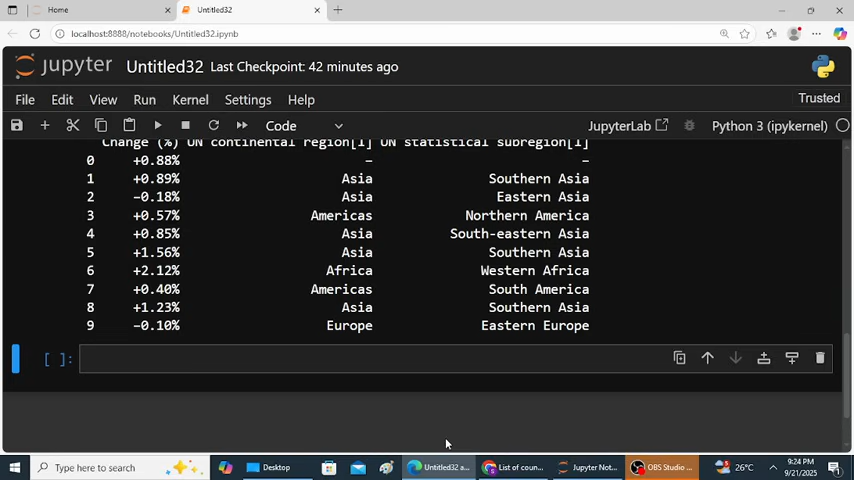 Home
Untitled32
localhost:8888/notebooks/Untitled32.ipynb
jupyter Untitled32 Last Checkpoint: 42 minutes ago
File Edit View Run Kernel Settings Help
Trusted
Code
JupyterLab
Python 3 (ipykernel)
Change (%) UN continental region[1] UN statistical subregion[1]
0 +0.88% – –
1 +0.89% Asia Southern Asia
2 −0.18% Asia Eastern Asia
3 +0.57% Americas Northern America
4 +0.85% Asia South-eastern Asia
5 +1.56% Asia Southern Asia
6 +2.12% Africa Western Africa
7 +0.40% Americas South America
8 +1.23% Asia Southern Asia
9 −0.10% Europe Eastern Europe
[ ]:
Type here to search
Desktop
Untitled32 a...
List of coun...
Jupyter Not...
OBS Studio ...
26°C
9:24 PM
9/21/2025